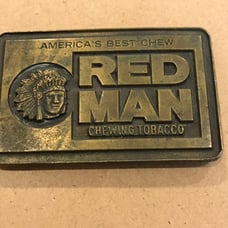 AMERICA'S BEST CHEW
RED
MAN
CHEWING TOBACCO